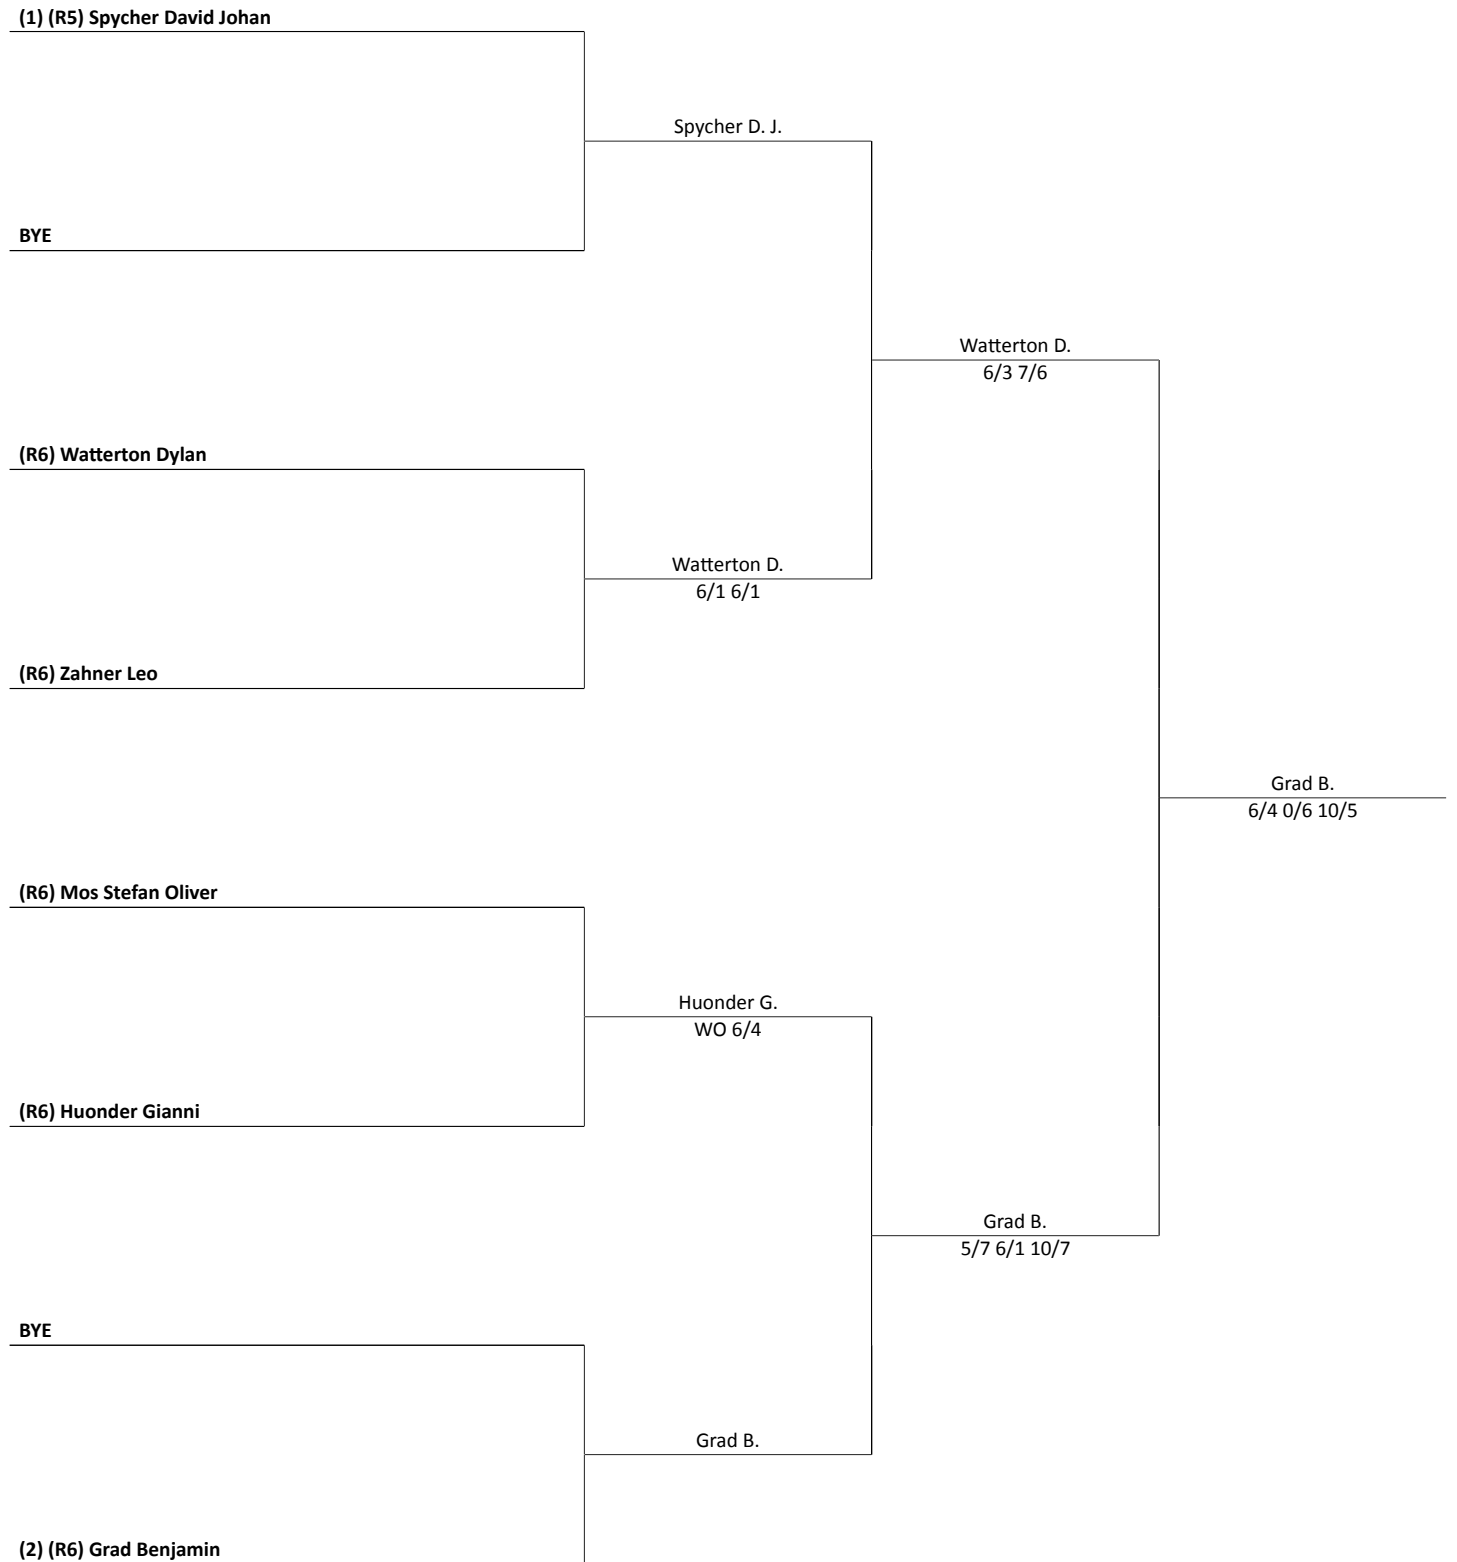 (1) (R5) Spycher David Johan
Spycher D. J.
BYE
Watterton D.
6/3 7/6
(R6) Watterton Dylan
Watterton D.
6/1 6/1
(R6) Zahner Leo
Grad B.
6/4 0/6 10/5
(R6) Mos Stefan Oliver
Huonder G.
WO 6/4
(R6) Huonder Gianni
Grad B.
5/7 6/1 10/7
BYE
Grad B.
(2) (R6) Grad Benjamin